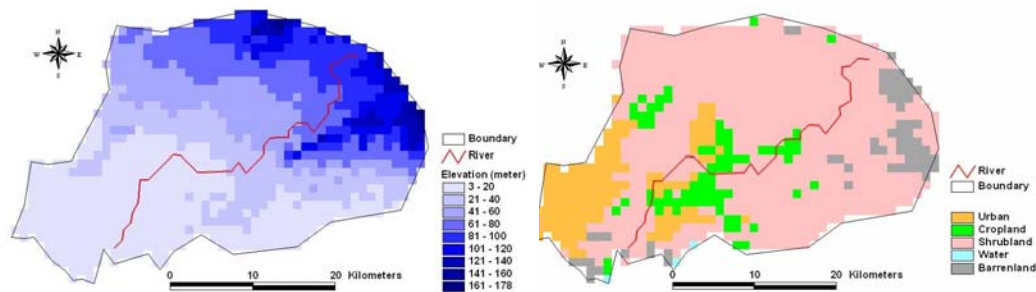 N
W E
S
Boundary
River
Elevation (meter)
3 - 20
21 - 40
41 - 60
61 - 80
81 - 100
101 - 120
121 - 140
141 - 160
161 - 178
0 10 20 Kilometers
N
W E
S
River
Boundary
Urban
Cropland
Shrubland
Water
Barrenland
0 10 20 Kilometers